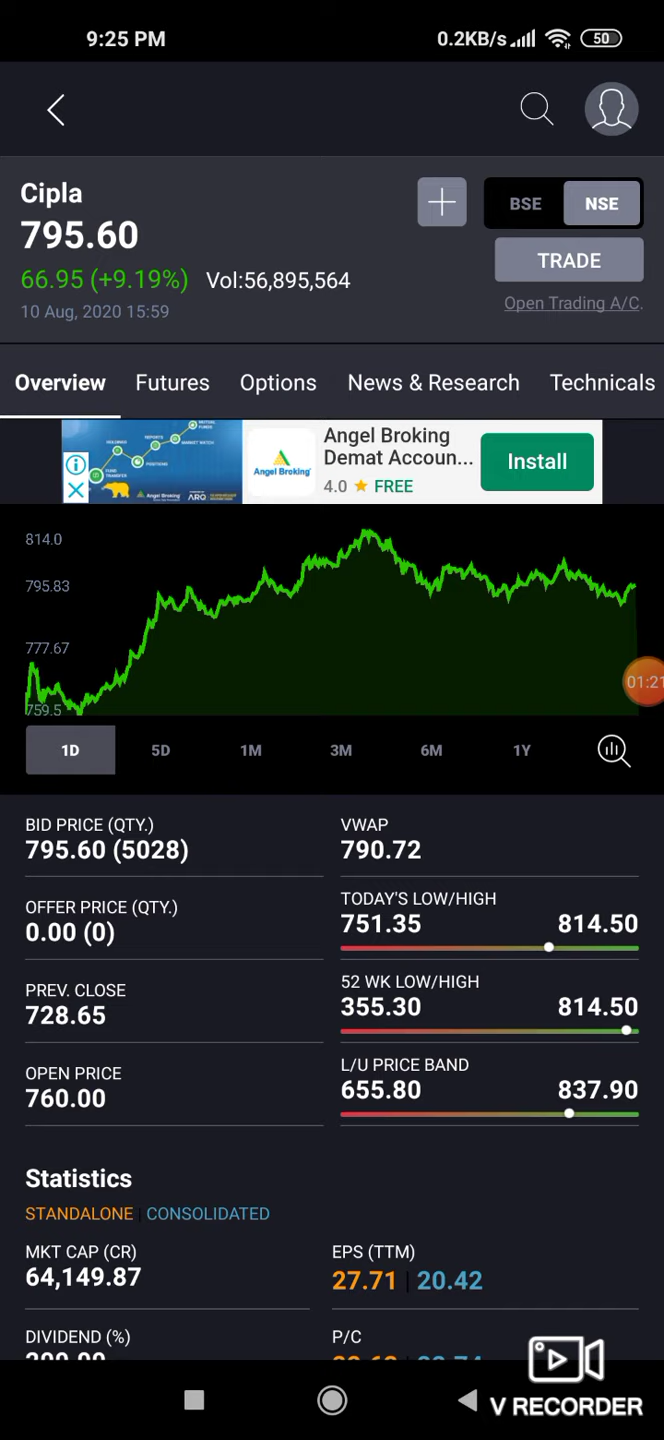 9:25 PM
0.2KB/s
50
Cipla
795.60
66.95 (+9.19%) Vol:56,895,564
10 Aug, 2020 15:59
BSE NSE
TRADE
Open Trading A/C.
Overview Futures Options News & Research Technicals
Angel Broking
Angel Broking
Demat Accoun...
4.0 FREE
Install
814.0
795.83
777.67
759.5
01:21
1D 5D 1M 3M 6M 1Y
BID PRICE (QTY.)
795.60 (5028)
VWAP
790.72
OFFER PRICE (QTY.)
0.00 (0)
TODAY'S LOW/HIGH
751.35 814.50
PREV. CLOSE
728.65
52 WK LOW/HIGH
355.30 814.50
OPEN PRICE
760.00
L/U PRICE BAND
655.80 837.90
Statistics
STANDALONE | CONSOLIDATED
MKT CAP (CR)
64,149.87
EPS (TTM)
27.71 | 20.42
DIVIDEND (%)
P/C
V RECORDER